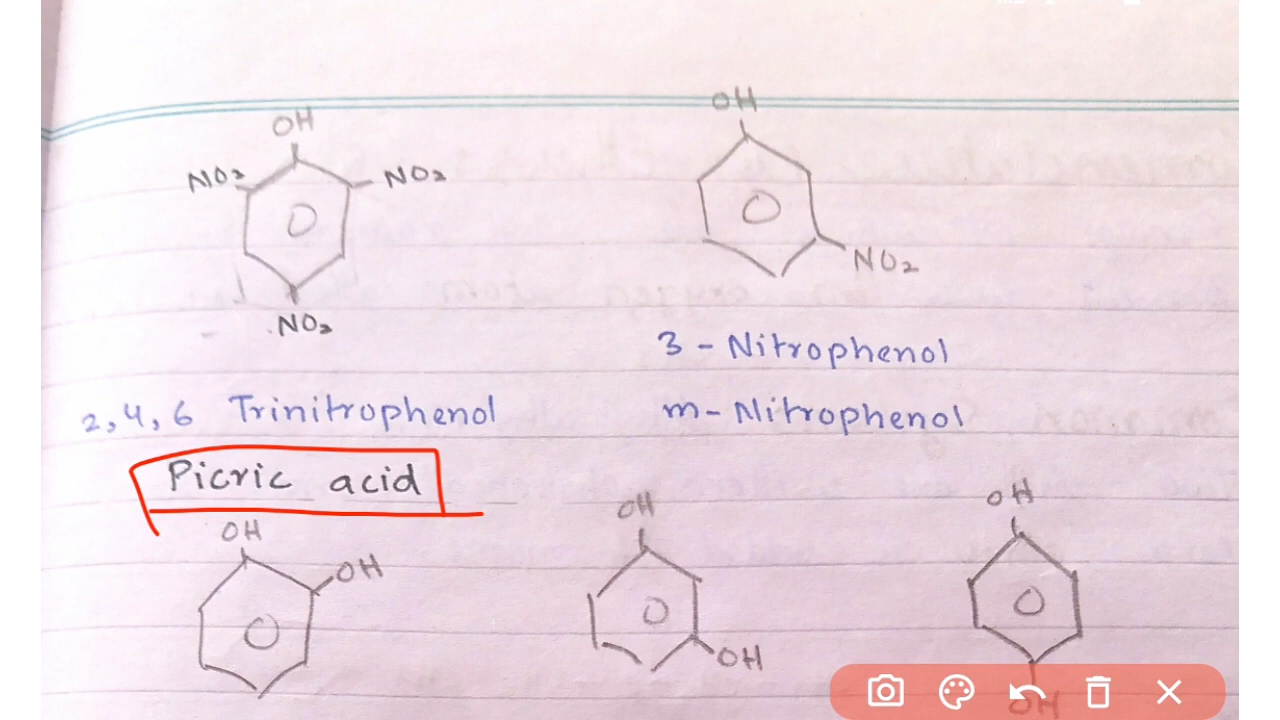 OH
OH
NO₂ NO₂
NO₂
NO₂
3 - Nitrophenol
2, 4, 6 Trinitrophenol
m - Nitrophenol
Picric acid
OH
OH
OH
OH
OH
OH